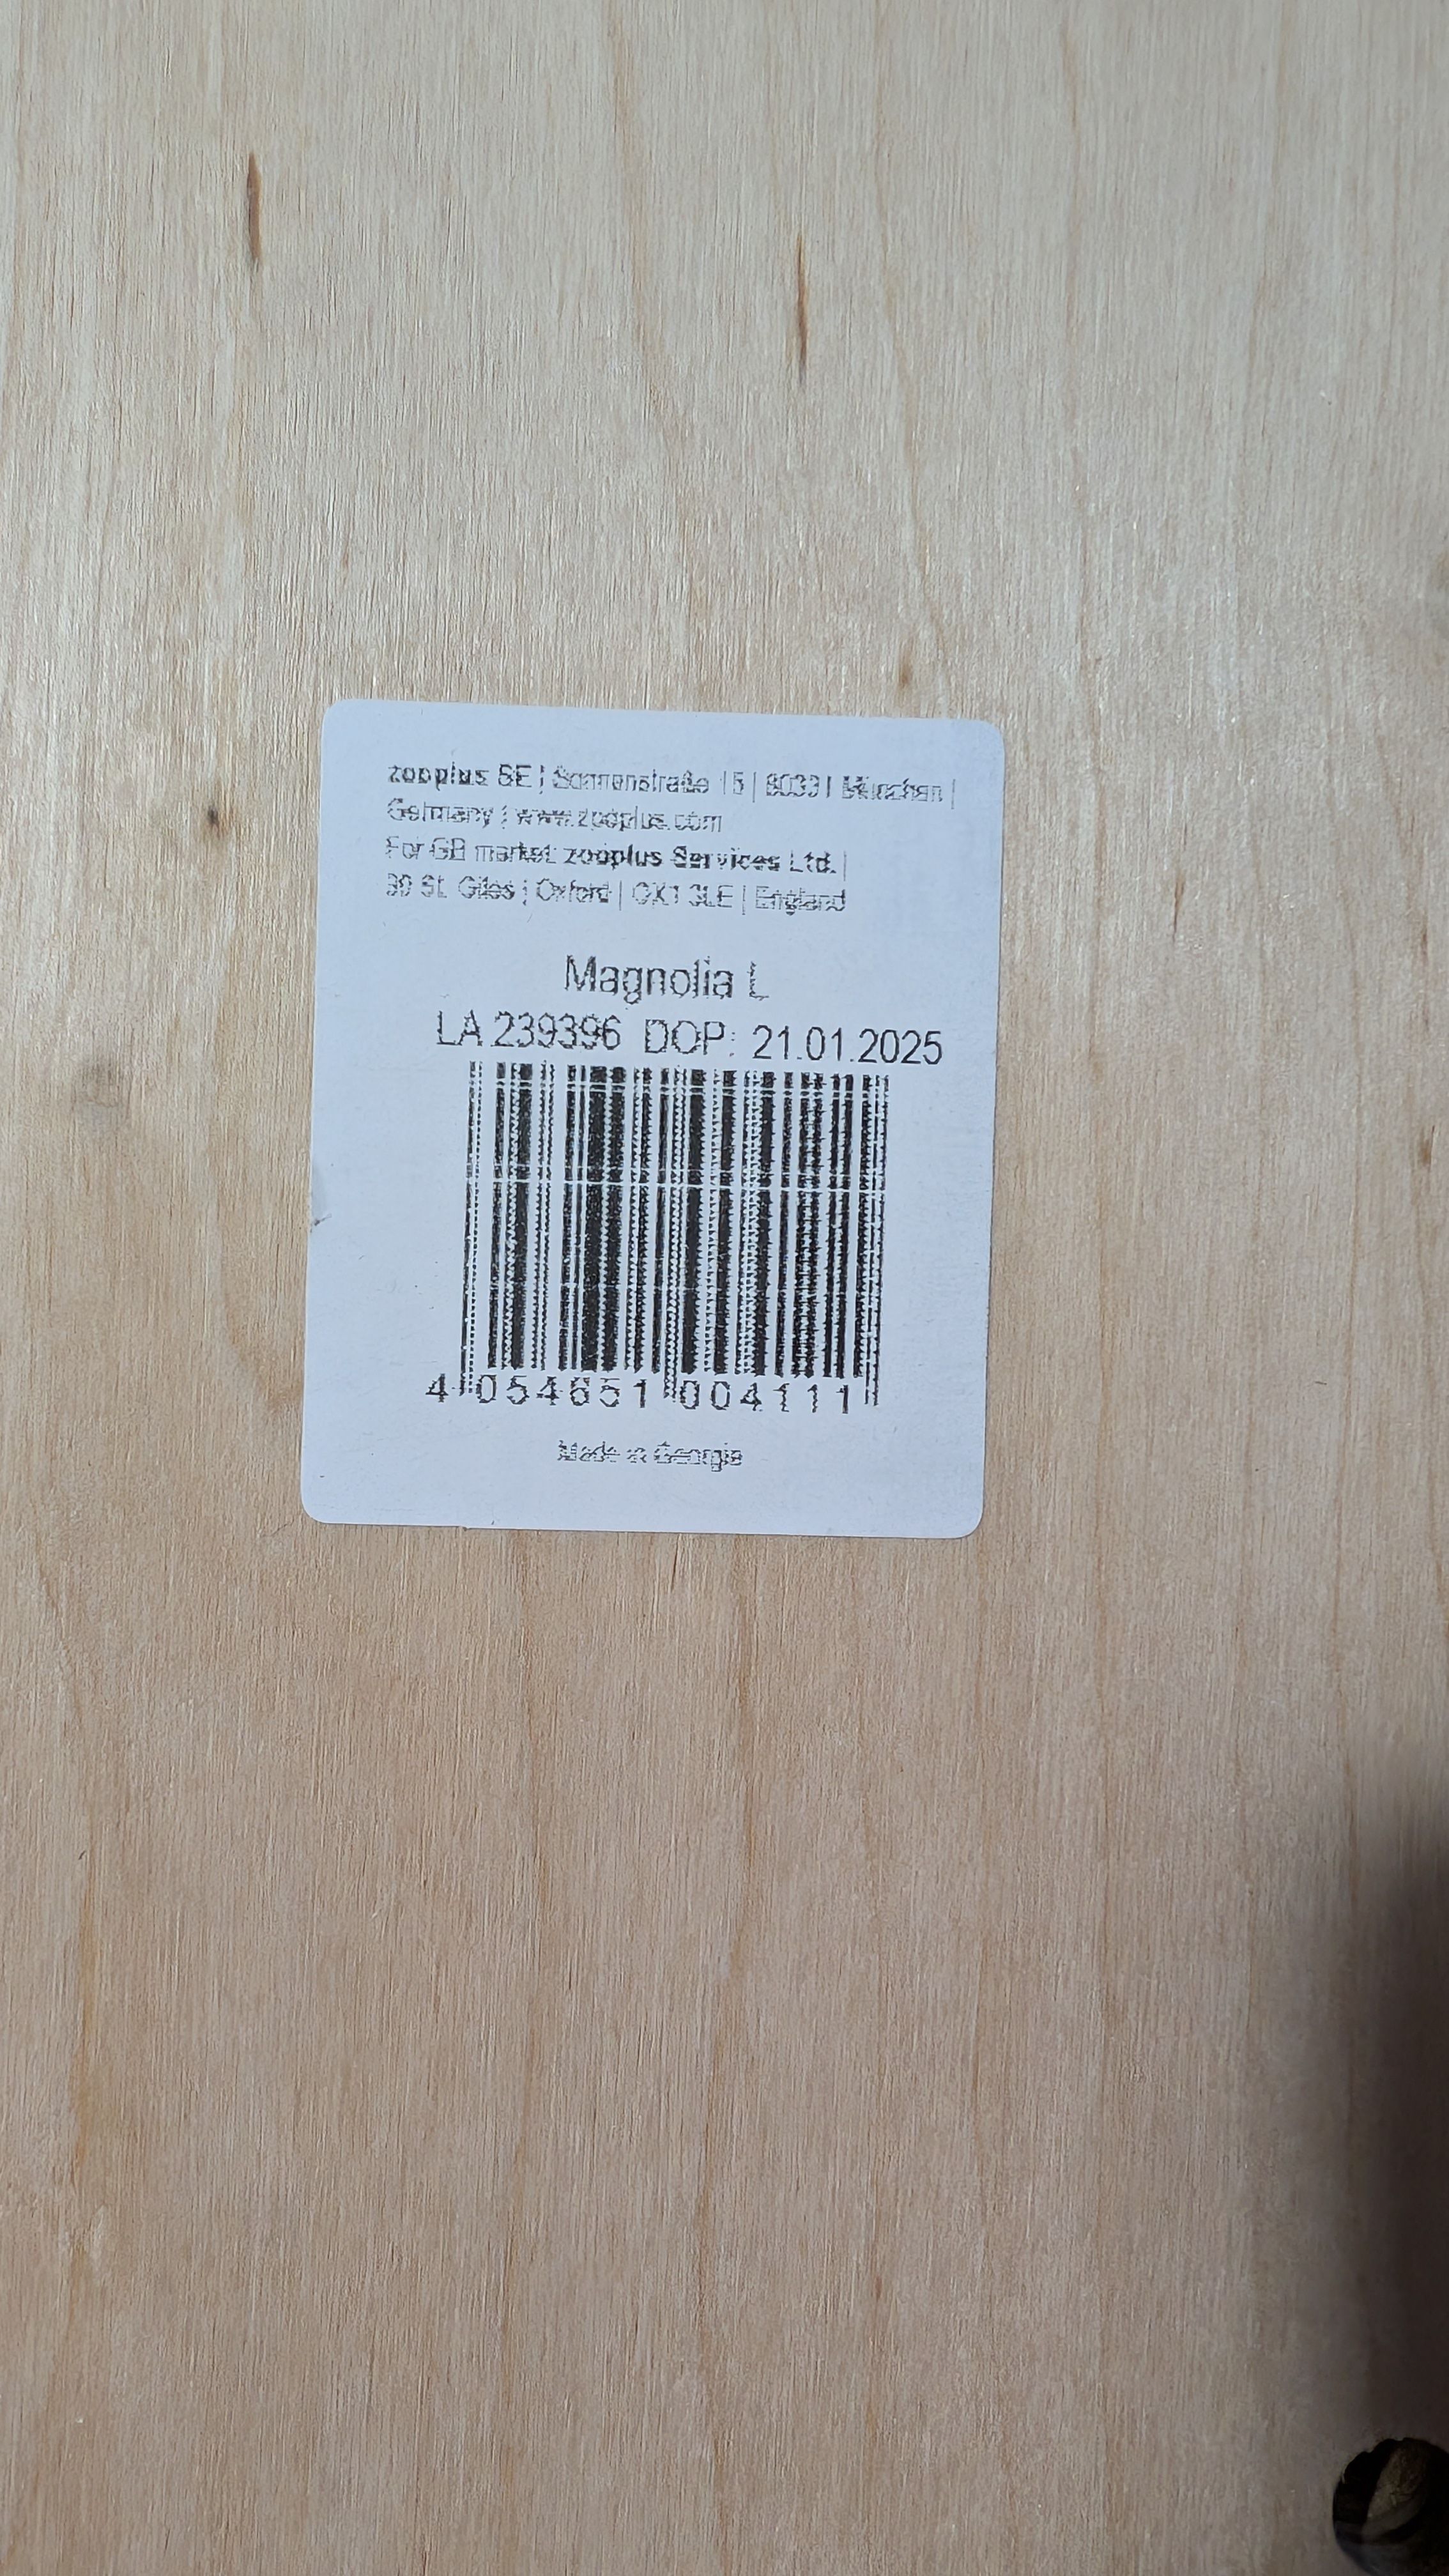 zooplus SE | Sonnenstraße 15 | 80331 München |
Germany | www.zooplus.com
For GB market: zooplus Services Ltd. |
30 St. Giles | Oxford | OX1 3LE | England
Magnolia L
LA 239396 DOP: 21.01.2025
4 054651 004111
Made in Georgia